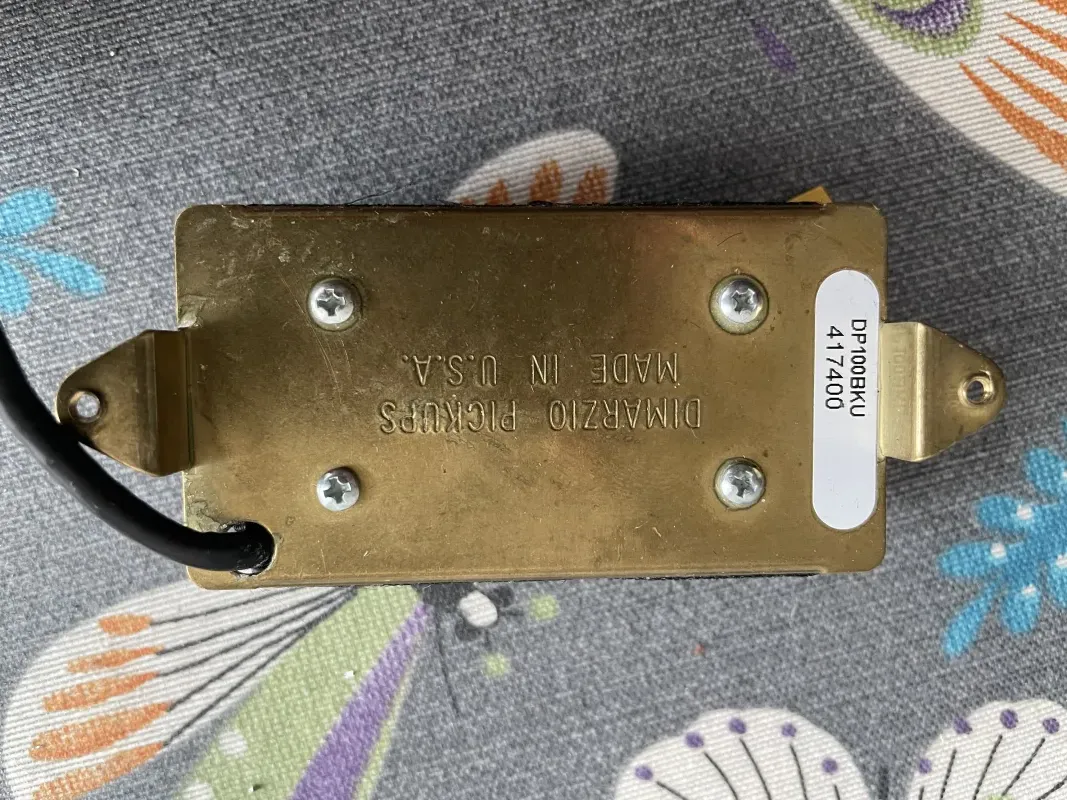 DIMARZIO PICKUPS
MADE IN U.S.A.
DP100BKU
417400